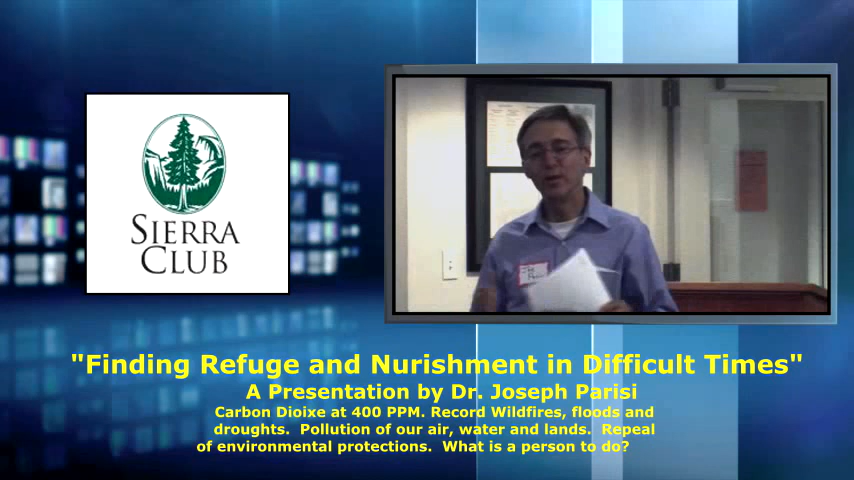 SIERRA
CLUB
Joe
"Finding Refuge and Nurishment in Difficult Times"
A Presentation by Dr. Joseph Parisi
Carbon Dioixe at 400 PPM. Record Wildfires, floods and
droughts.  Pollution of our air, water and lands.  Repeal
of environmental protections.  What is a person to do?